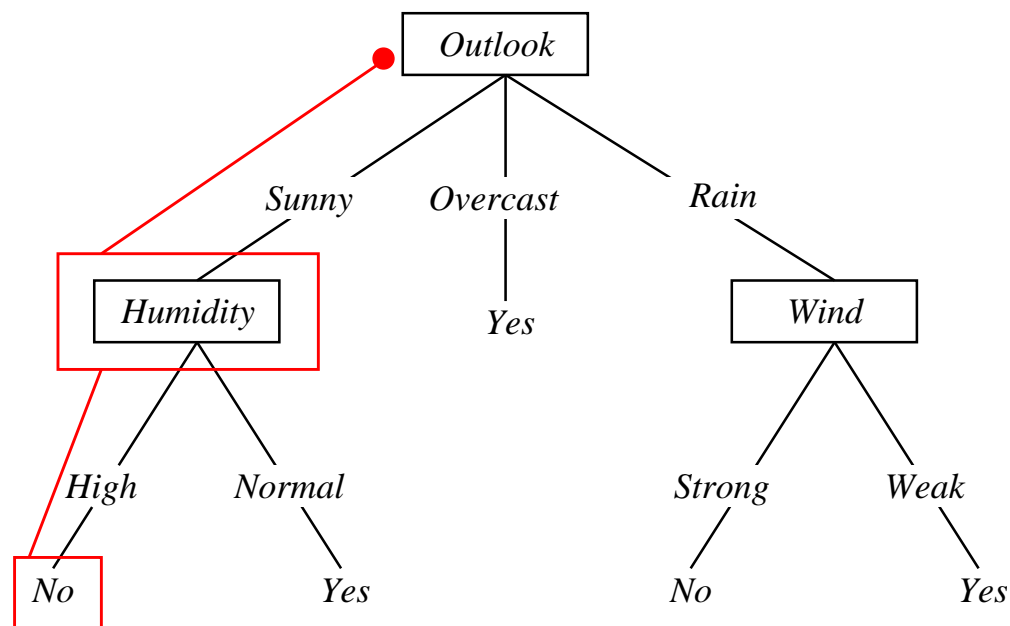 Outlook
Sunny Overcast Rain
Humidity Yes Wind
High Normal Strong Weak
No Yes No Yes